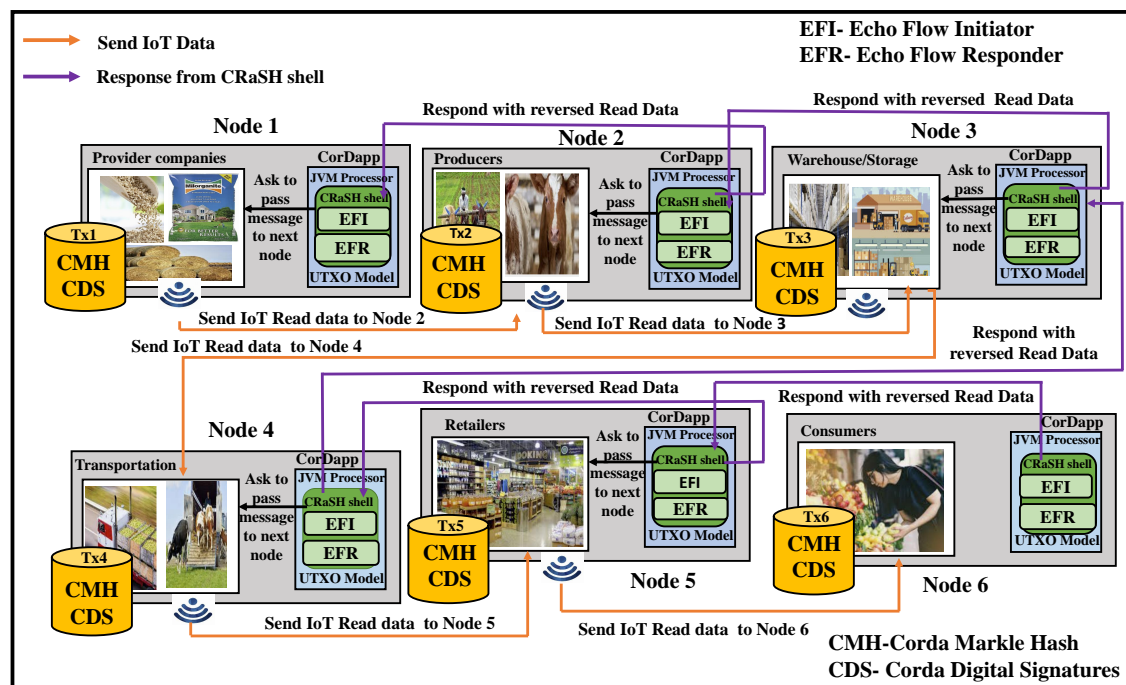 Send IoT Data
Response from CRaSH shell
EFI- Echo Flow Initiator
EFR- Echo Flow Responder
Respond with reversed Read Data
Respond with reversed Read Data
Node 1
Provider companies
CorDapp
JVM Processor
CRaSH shell
EFI
EFR
UTXO Model
Ask to
pass
message
to next
node
Milorganite
Tx1
CMH
CDS
Node 2
Producers
CorDapp
JVM Processor
CRaSH shell
EFI
EFR
UTXO Model
Ask to
pass
message
to next
node
Tx2
CMH
CDS
Node 3
Warehouse/Storage
CorDapp
JVM Processor
CRaSH shell
EFI
EFR
UTXO Model
Ask to
pass
message
to next
node
Tx3
CMH
CDS
Send IoT Read data to Node 2
Send IoT Read data to Node 3
Send IoT Read data to Node 4
Respond with
reversed Read Data
Respond with reversed Read Data
Respond with reversed Read Data
Node 4
Transportation
CorDapp
JVM Processor
CRaSH shell
EFI
EFR
UTXO Model
Ask to
pass
message
to next
node
Tx4
CMH
CDS
Retailers
CorDapp
JVM Processor
CRaSH shell
EFI
EFR
UTXO Model
Ask to
pass
message
to next
node
Tx5
CMH
CDS
Node 5
Consumers
CorDapp
JVM Processor
CRaSH shell
EFI
EFR
UTXO Model
Tx6
CMH
CDS
Node 6
Send IoT Read data to Node 5
Send IoT Read data to Node 6
CMH-Corda Markle Hash
CDS- Corda Digital Signatures